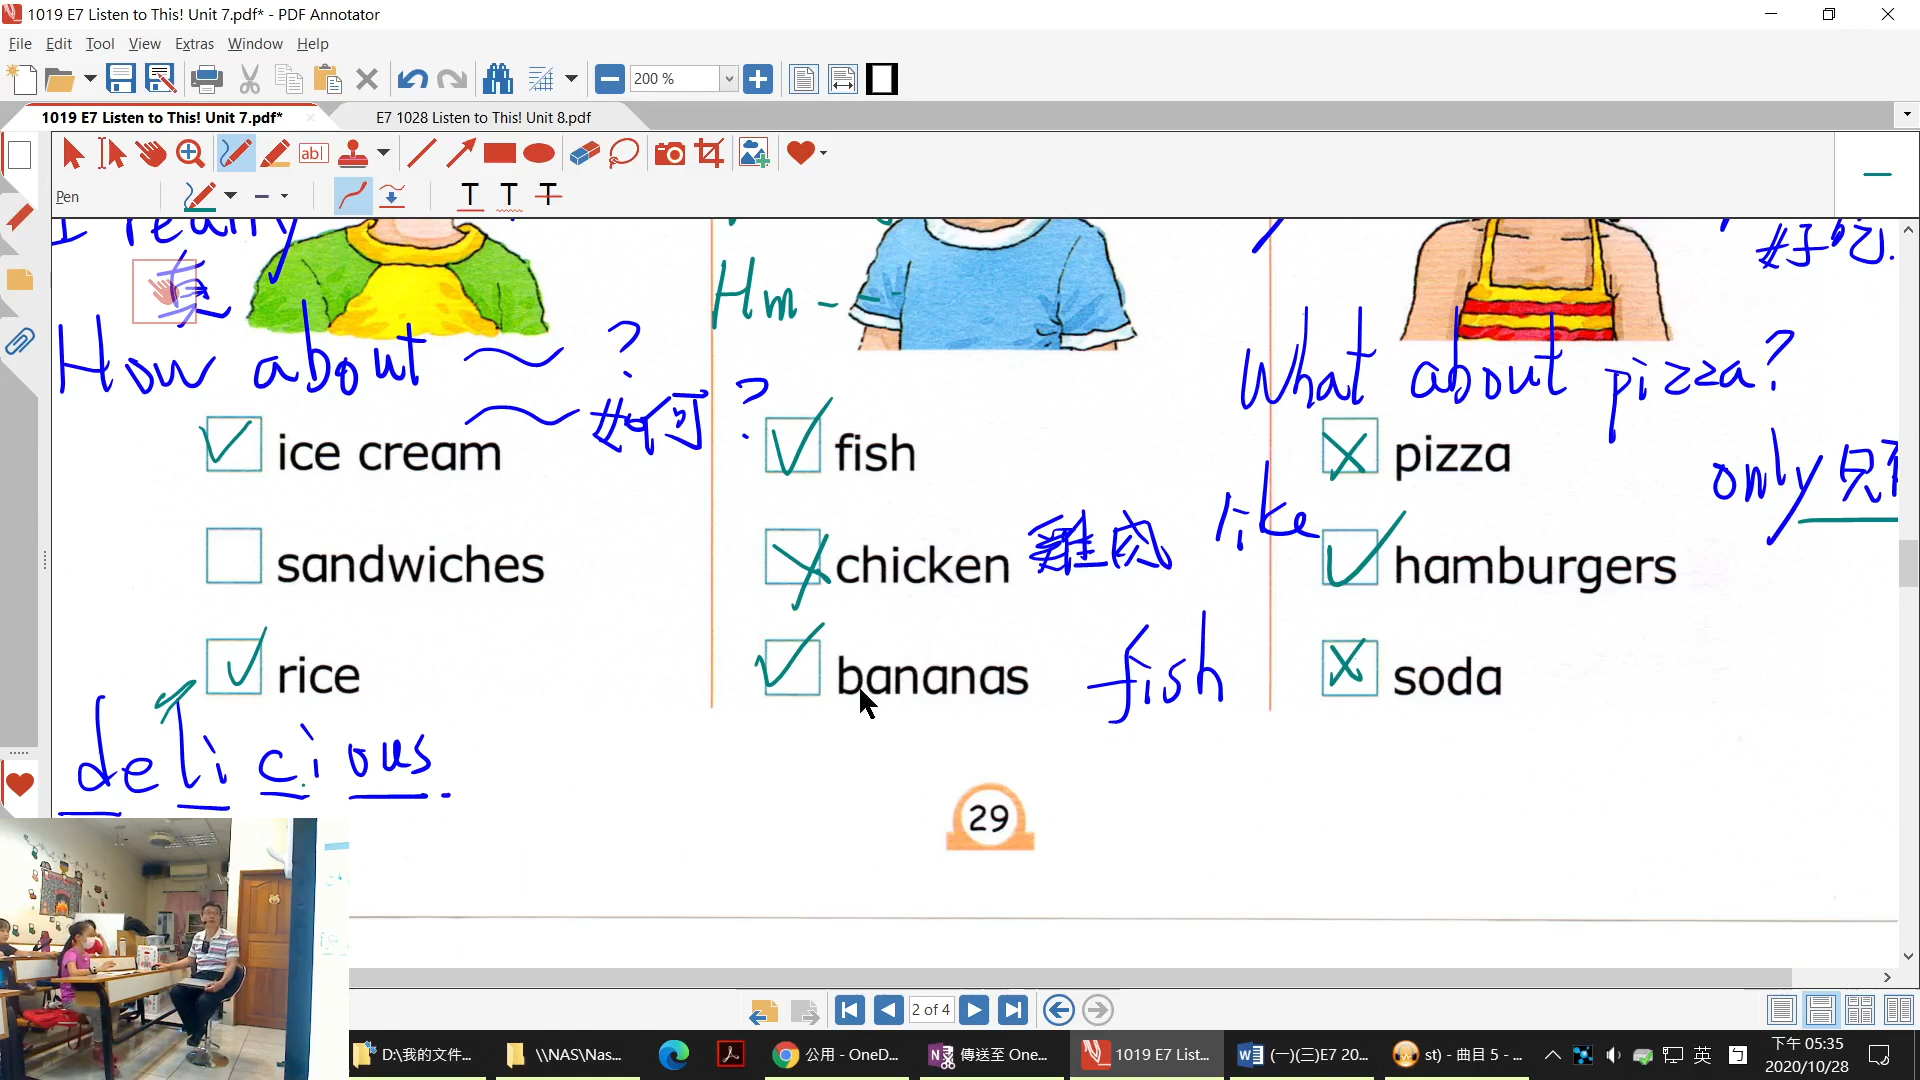 1019 E7 Listen to This! Unit 7.pdf* - PDF Annotator
File Edit Tool View Extras Window Help
200 %
1019 E7 Listen to This! Unit 7.pdf*
E7 1028 Listen to This! Unit 8.pdf
ab|
Pen
T T T
I really
好吃.
Hm - -
How about ~ ?
~ 如何 ?
What about pizza?
ice cream
fish
pizza
only 只
sandwiches
chicken 雞肉
like
hamburgers
rice
bananas
fish
soda
delicious.
29
2 of 4
D:\我的文件...
\\NAS\Nas...
公用 - OneD...
傳送至 One...
1019 E7 List...
(一)(三)E7 20...
st) - 曲目 5 - ...
英
ㄅ
下午 05:35
2020/10/28